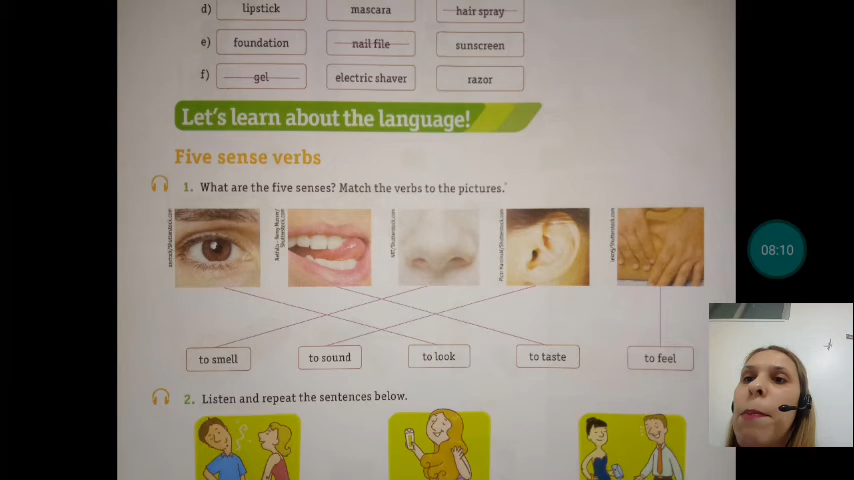 d) lipstick mascara hair spray
e) foundation nail file sunscreen
f) gel electric shaver razor
Let's learn about the language!
Five sense verbs
1. What are the five senses? Match the verbs to the pictures.
to smell to sound to look to taste to feel
2. Listen and repeat the sentences below.
08:10